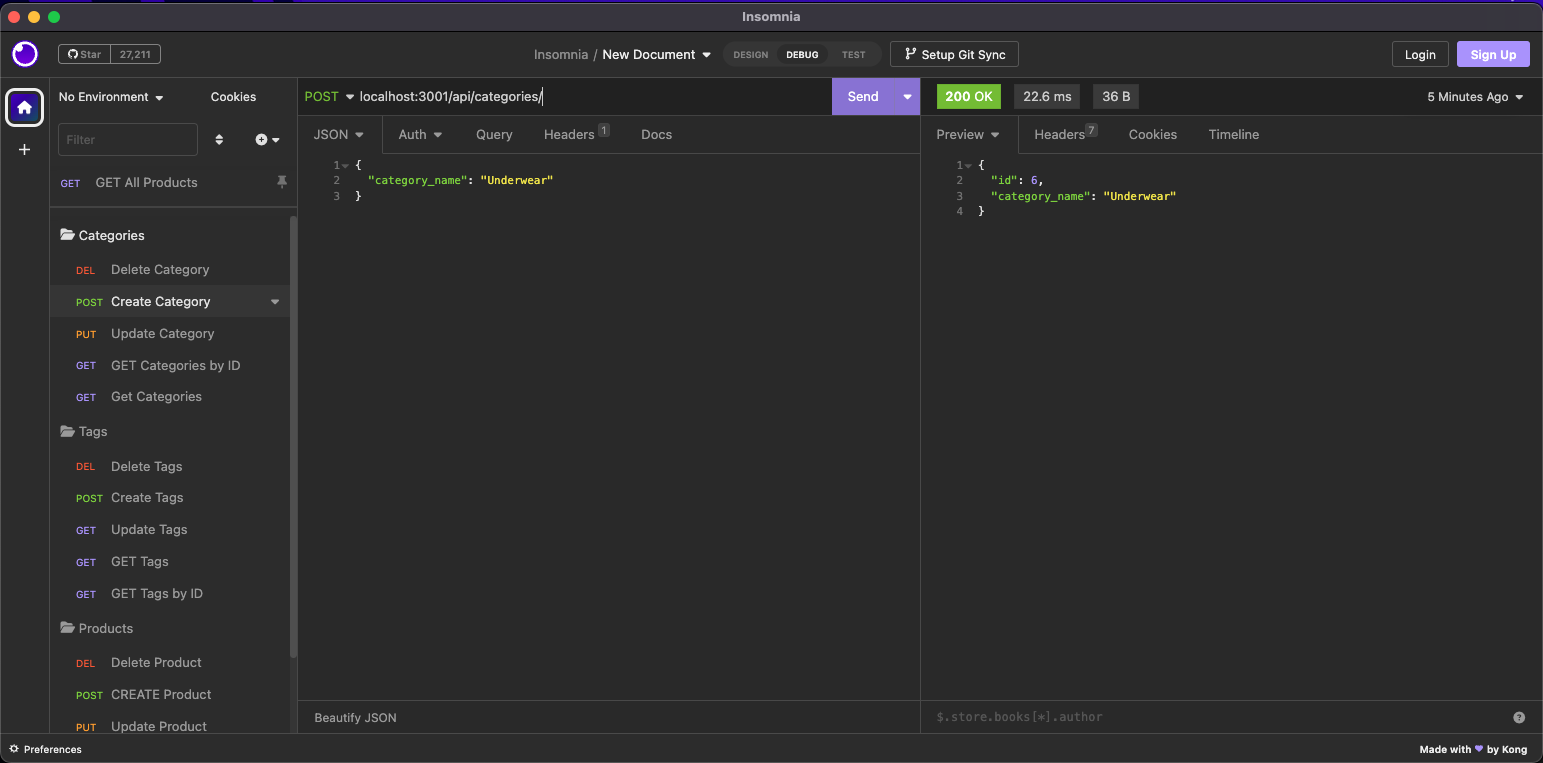 Insomnia
Star 27,211
Insomnia / New Document
DESIGN DEBUG TEST
Setup Git Sync
Login
Sign Up
No Environment
Cookies
Filter
GET GET All Products
Categories
DEL Delete Category
POST Create Category
PUT Update Category
GET GET Categories by ID
GET Get Categories
Tags
DEL Delete Tags
POST Create Tags
GET Update Tags
GET GET Tags
GET GET Tags by ID
Products
DEL Delete Product
POST CREATE Product
PUT Update Product
POST localhost:3001/api/categories/
Send
JSON Auth Query Headers 1 Docs
1 {
2 "category_name": "Underwear"
3 }
Beautify JSON
200 OK 22.6 ms 36 B
5 Minutes Ago
Preview Headers 7 Cookies Timeline
1 {
2 "id": 6,
3 "category_name": "Underwear"
4 }
$.store.books[*].author
?
Preferences
Made with 💜 by Kong